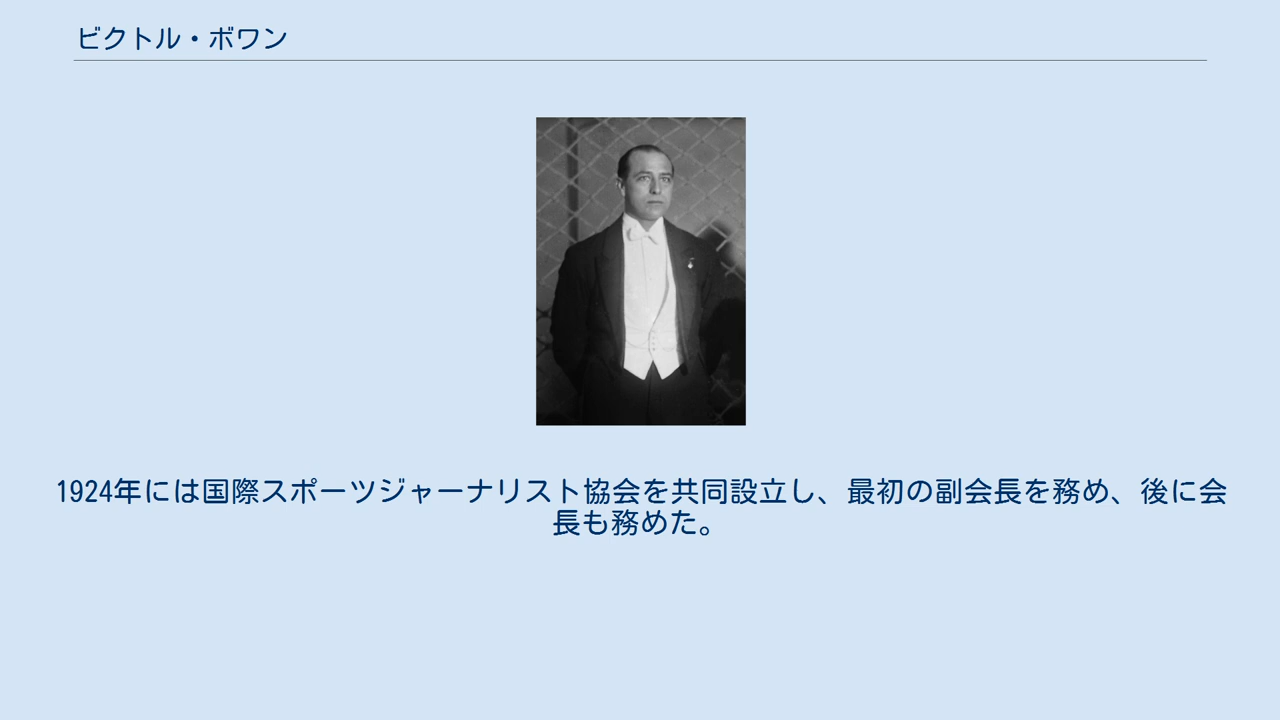 ビクトル・ボワン
1924年には国際スポーツジャーナリスト協会を共同設立し、最初の副会長を務め、後に会
長も務めた。